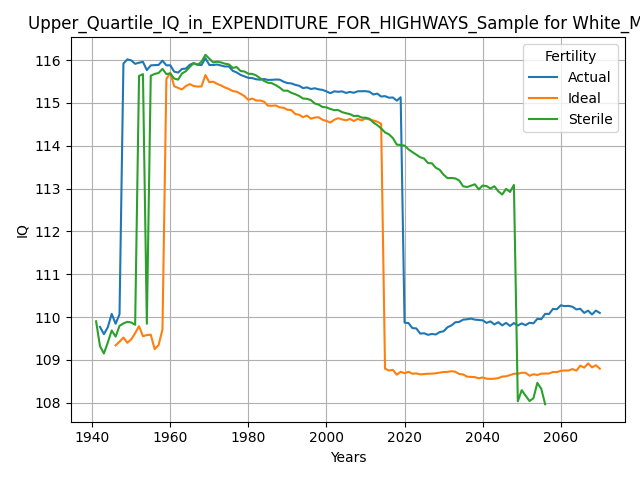 Upper_Quartile_IQ_in_EXPENDITURE_FOR_HIGHWAYS_Sample for White_M
Fertility
Actual
Ideal
Sterile
IQ
116
115
114
113
112
111
110
109
108
1940 1960 1980 2000 2020 2040 2060
Years